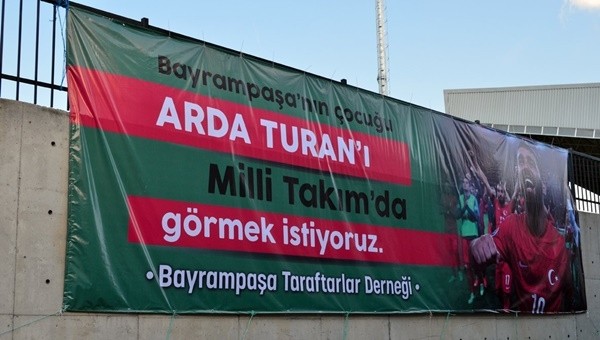 Bayrampaşa'nın çocuğu
ARDA TURAN'ı
Milli Takım'da
görmek istiyoruz.
• Bayrampaşa Taraftarlar Derneği •
10